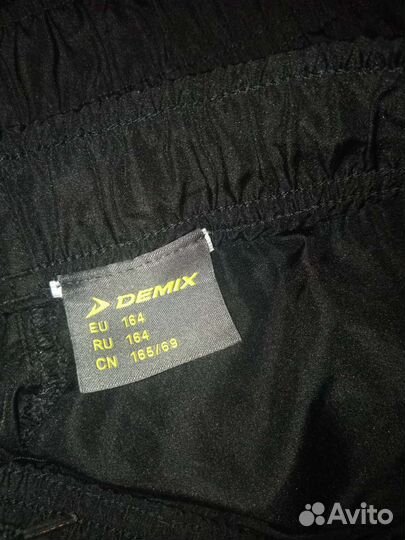 DEMIX
EU 164
RU 164
CN 165/69
Avito